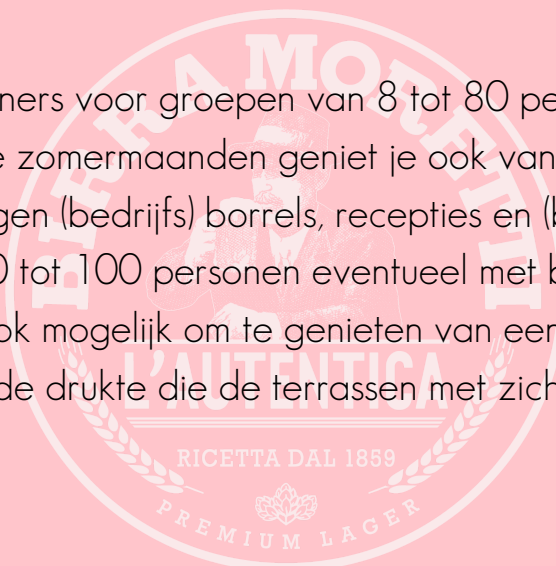 BIRRA MORETTI
ners voor groepen van 8 tot 80 pe
e zomermaanden geniet je ook van
gen (bedrijfs) borrels, recepties en (b
0 tot 100 personen eventueel met b
ok mogelijk om te genieten van een
de drukte die de terrassen met zich
L'AUTENTICA
RICETTA DAL 1859
PREMIUM LAGER